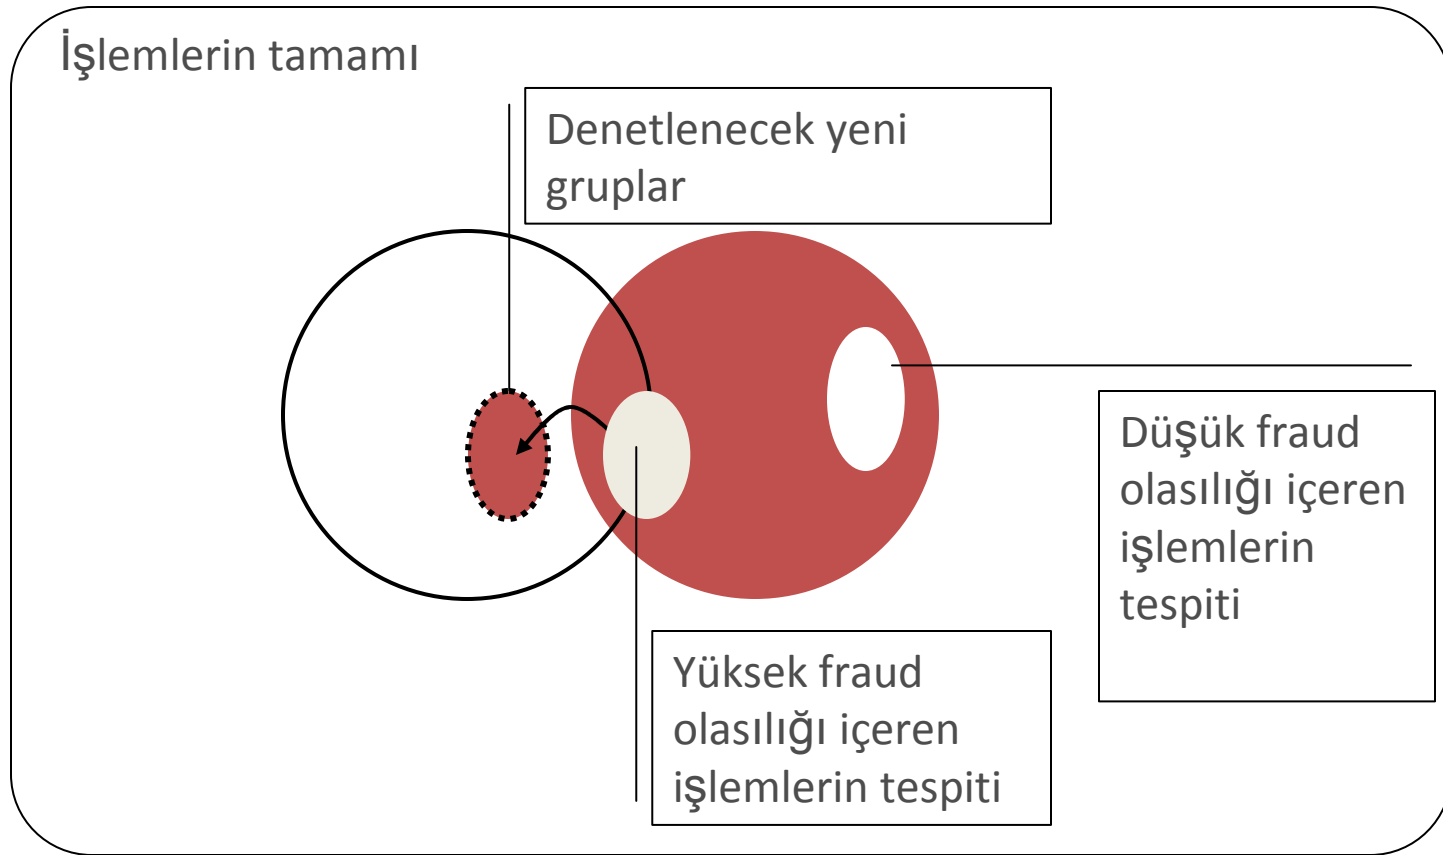 İşlemlerin tamamı
Denetlenecek yeni
gruplar
Düşük fraud
olasılığı içeren
işlemlerin
tespiti
Yüksek fraud
olasılığı içeren
işlemlerin tespiti